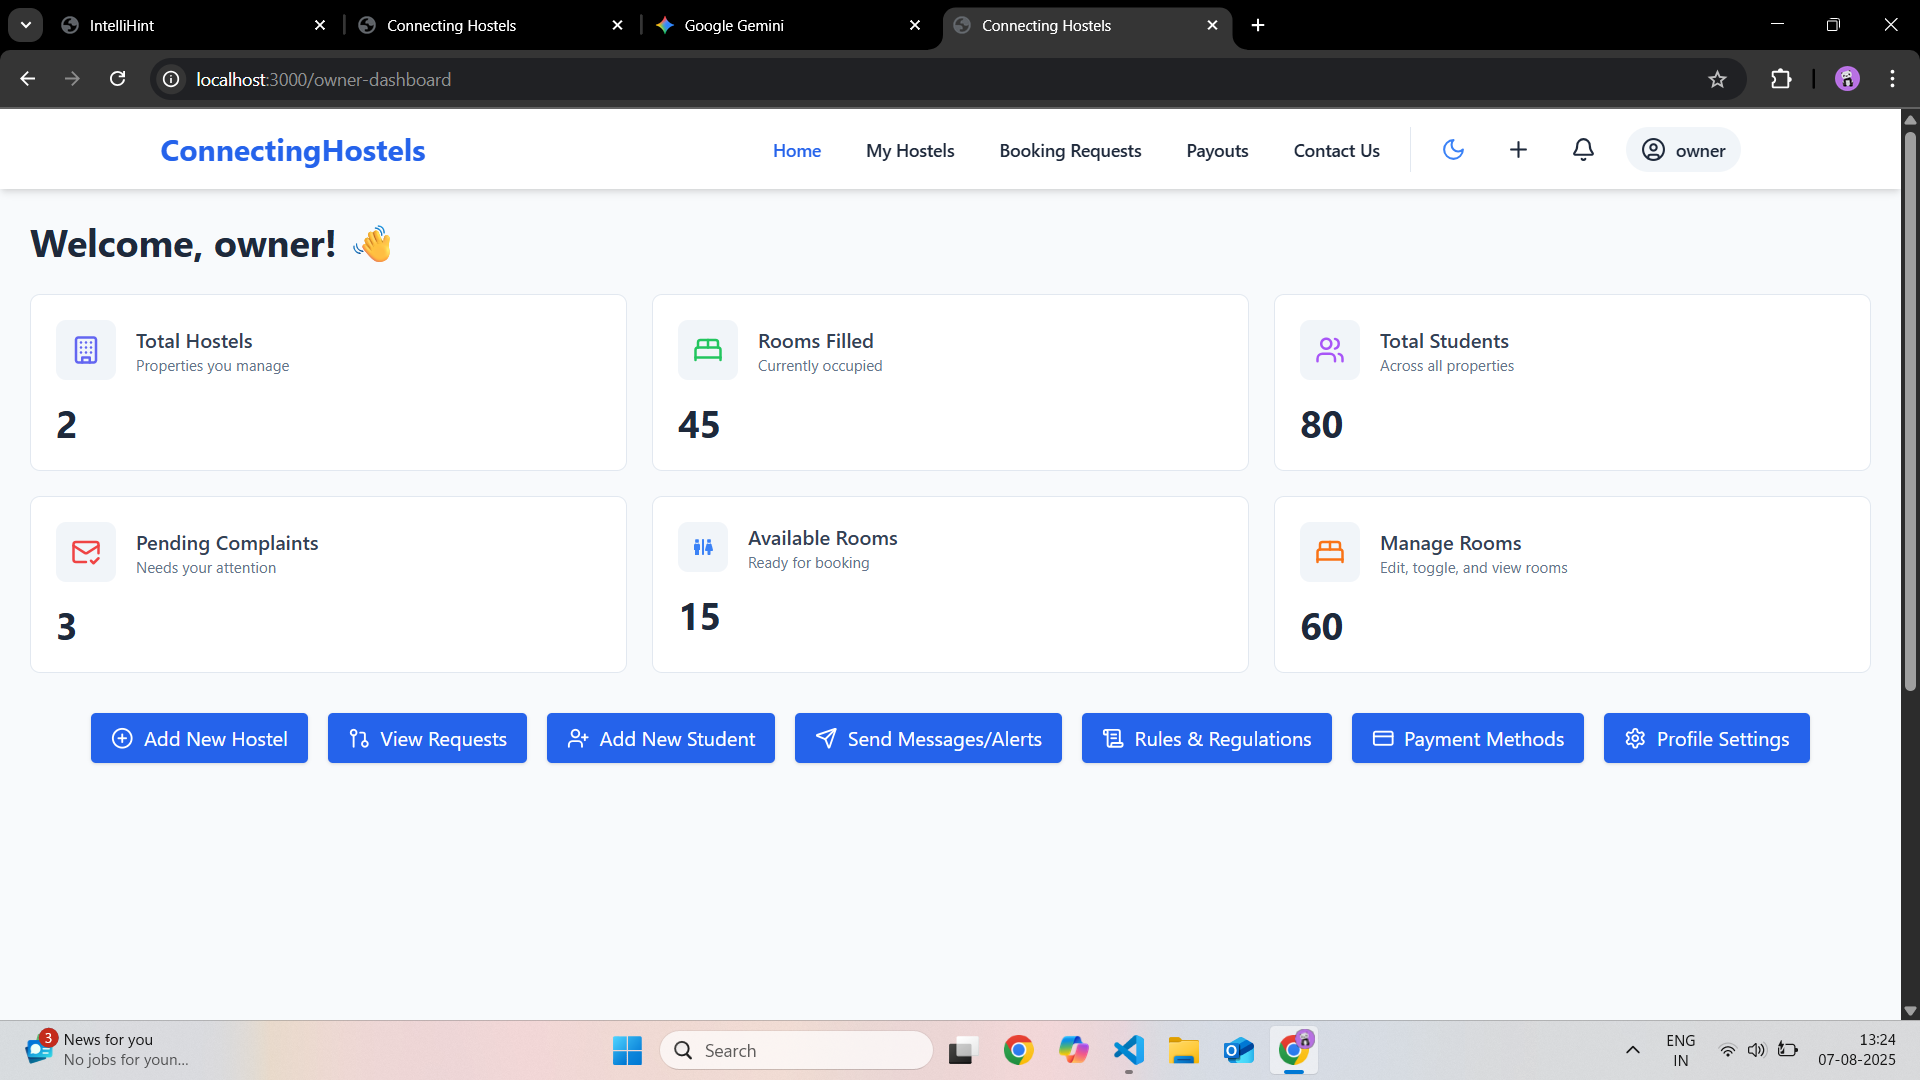 IntelliHint
Connecting Hostels
Google Gemini
Connecting Hostels
localhost:3000/owner-dashboard
ConnectingHostels
Home
My Hostels
Booking Requests
Payouts
Contact Us
owner
Welcome, owner! 👋
Total Hostels
Properties you manage
2
Rooms Filled
Currently occupied
45
Total Students
Across all properties
80
Pending Complaints
Needs your attention
3
Available Rooms
Ready for booking
15
Manage Rooms
Edit, toggle, and view rooms
60
Add New Hostel
View Requests
Add New Student
Send Messages/Alerts
Rules & Regulations
Payment Methods
Profile Settings
3
News for you
No jobs for youn...
Search
ENG
IN
13:24
07-08-2025